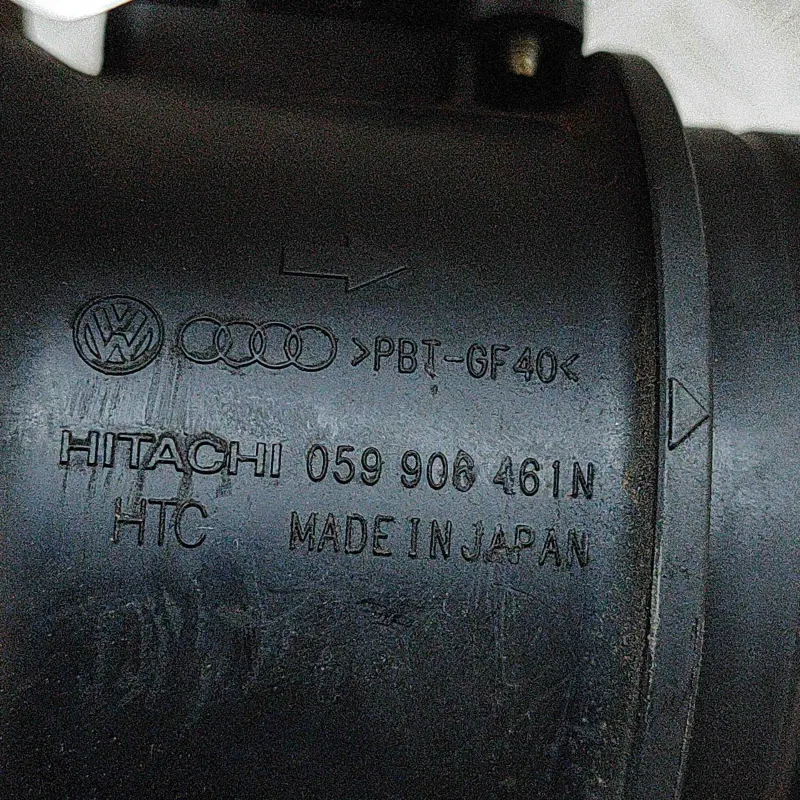 >PBT-GF40<
HITACHI 059 906 461N
HTC MADE IN JAPAN